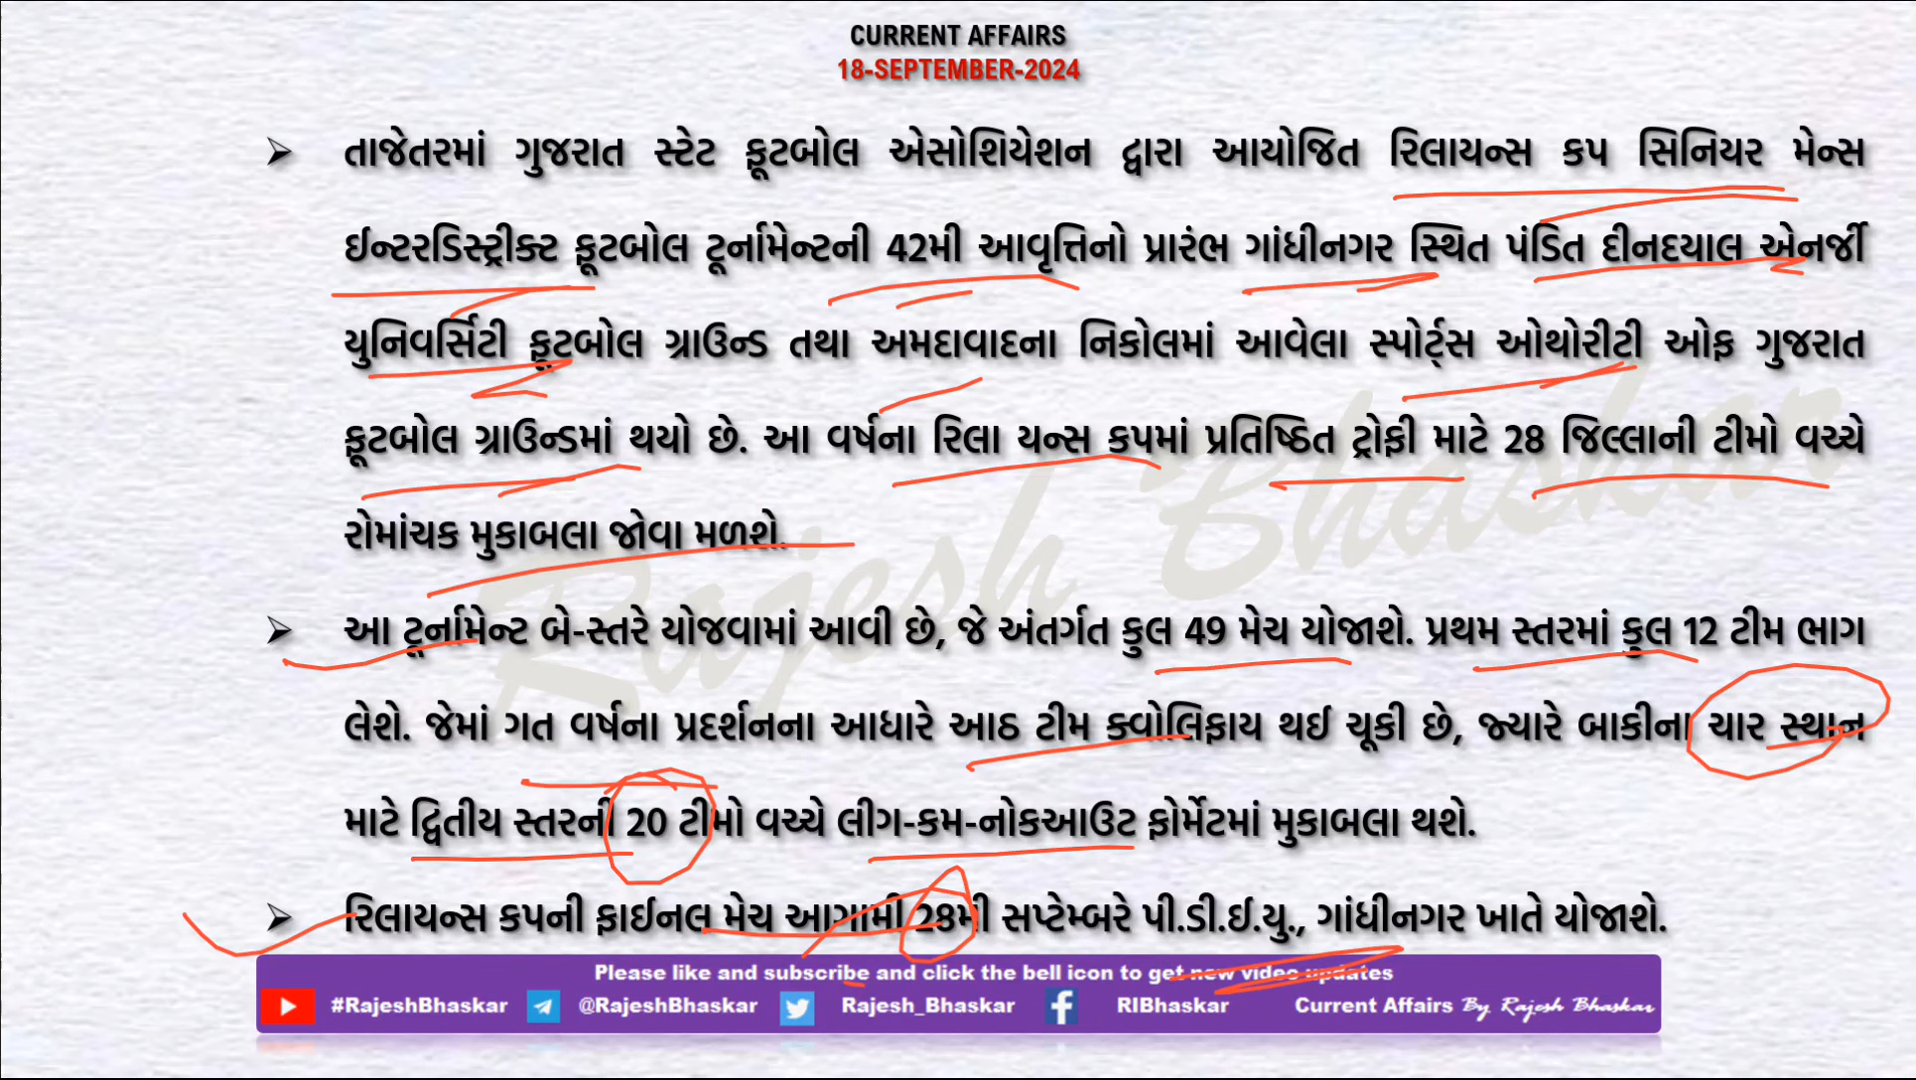 CURRENT AFFAIRS
18-SEPTEMBER-2024
➢ તાજેતરમાં ગુજરાત સ્ટેટ ફૂટબોલ એસોશિયેશન દ્વારા આયોજિત રિલાયન્સ કપ સિનિયર મેન્સ
ઈન્ટરડિસ્ટ્રીક્ટ ફૂટબોલ ટૂર્નામેન્ટની 42મી આવૃત્તિનો પ્રારંભ ગાંધીનગર સ્થિત પંડિત દીનદયાલ એનર્જી
યુનિવર્સિટી ફૂટબોલ ગ્રાઉન્ડ તથા અમદાવાદના નિકોલમાં આવેલા સ્પોર્ટ્સ ઓથોરીટી ઓફ ગુજરાત
ફૂટબોલ ગ્રાઉન્ડમાં થયો છે. આ વર્ષના રિલા યન્સ કપમાં પ્રતિષ્ઠિત ટ્રોફી માટે 28 જિલ્લાની ટીમો વચ્ચે
રોમાંચક મુકાબલા જોવા મળશે.
➢ આ ટૂર્નામેન્ટ બે-સ્તરે યોજવામાં આવી છે, જે અંતર્ગત કુલ 49 મેચ યોજાશે. પ્રથમ સ્તરમાં કુલ 12 ટીમ ભાગ
લેશે. જેમાં ગત વર્ષના પ્રદર્શનના આધારે આઠ ટીમ ક્વોલિફાય થઈ ચૂકી છે, જ્યારે બાકીના ચાર સ્થાન
માટે દ્વિતીય સ્તરની 20 ટીમો વચ્ચે લીગ-કમ-નોકઆઉટ ફોર્મેટમાં મુકાબલા થશે.
➢ રિલાયન્સ કપની ફાઈનલ મેચ આગામી 28મી સપ્ટેમ્બરે પી.ડી.ઈ.યુ., ગાંધીનગર ખાતે યોજાશે.
Rajesh Bhaskar
Please like and subscribe and click the bell icon to get new video updates
#RajeshBhaskar @RajeshBhaskar Rajesh_Bhaskar RIBhaskar Current Affairs By Rajesh Bhaskar